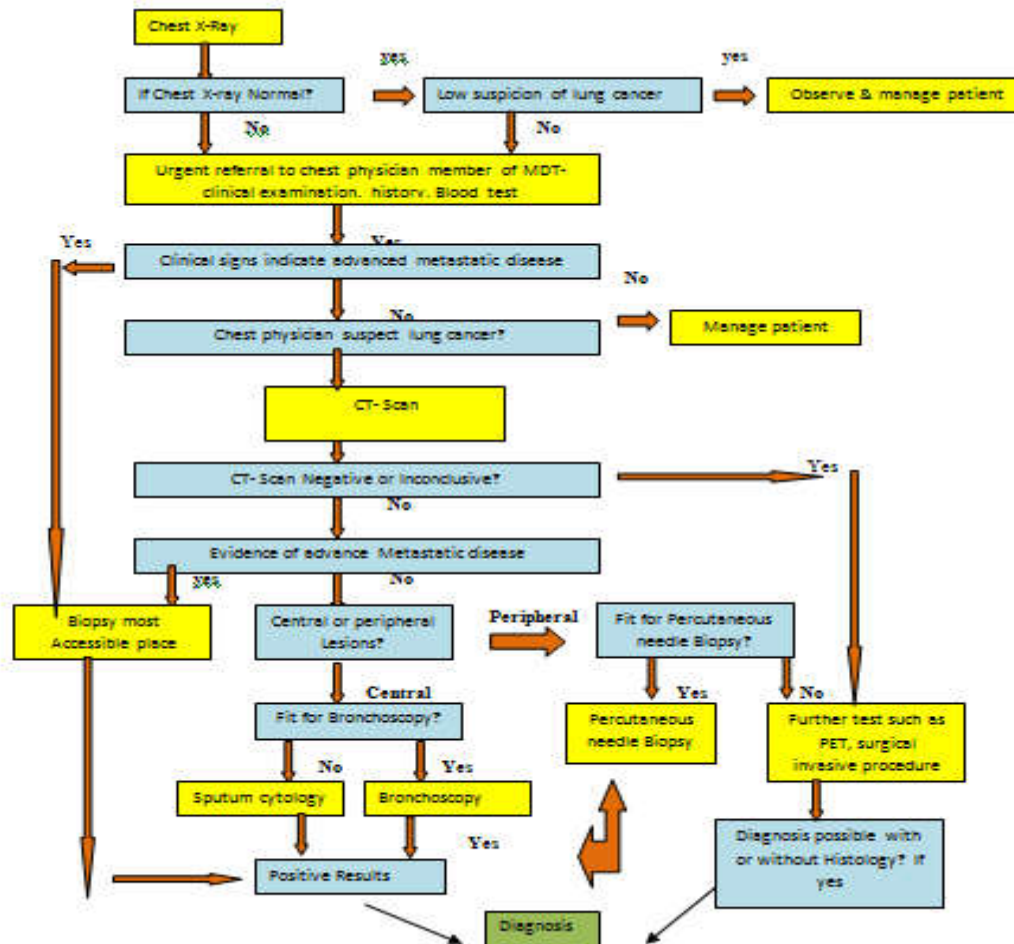 Chest X-Ray
yes
yes
If Chest X-ray Normal?
Low suspicion of lung cancer
Observe & manage patient
No
No
Urgent referral to chest physician member of MDT-
clinical examination, history, Blood test
Yes
Yes
Clinical signs indicate advanced metastatic disease
No
No
Chest physician suspect lung cancer?
Manage patient
CT- Scan
CT- Scan Negative or Inconclusive?
Yes
No
Evidence of advance Metastatic disease
yes
No
Biopsy most
Accessible place
Central or peripheral
Lesions?
Peripheral
Fit for Percutaneous
needle Biopsy?
Central
Yes
No
Fit for Bronchoscopy?
Percutaneous
needle Biopsy
Further test such as
PET, surgical
invasive procedure
No
Yes
Sputum cytology
Bronchoscopy
Yes
Diagnosis possible with
or without Histology? If
yes
Positive Results
Diagnosis